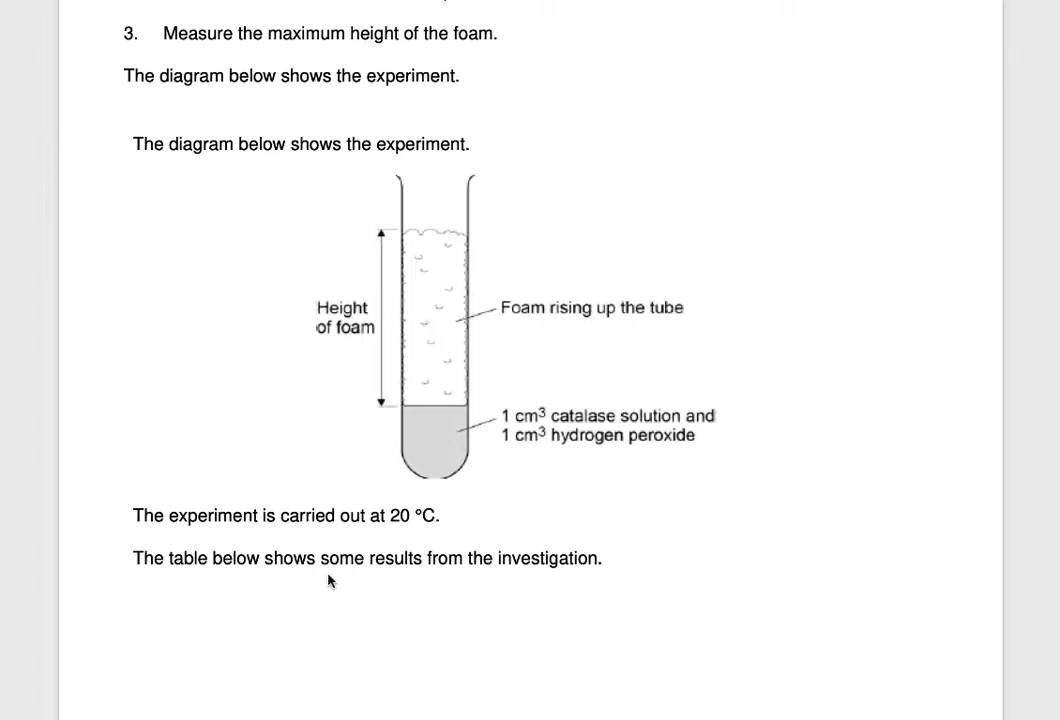 3. Measure the maximum height of the foam.
The diagram below shows the experiment.
The diagram below shows the experiment.
Height
of foam
Foam rising up the tube
1 cm³ catalase solution and
1 cm³ hydrogen peroxide
The experiment is carried out at 20 °C.
The table below shows some results from the investigation.